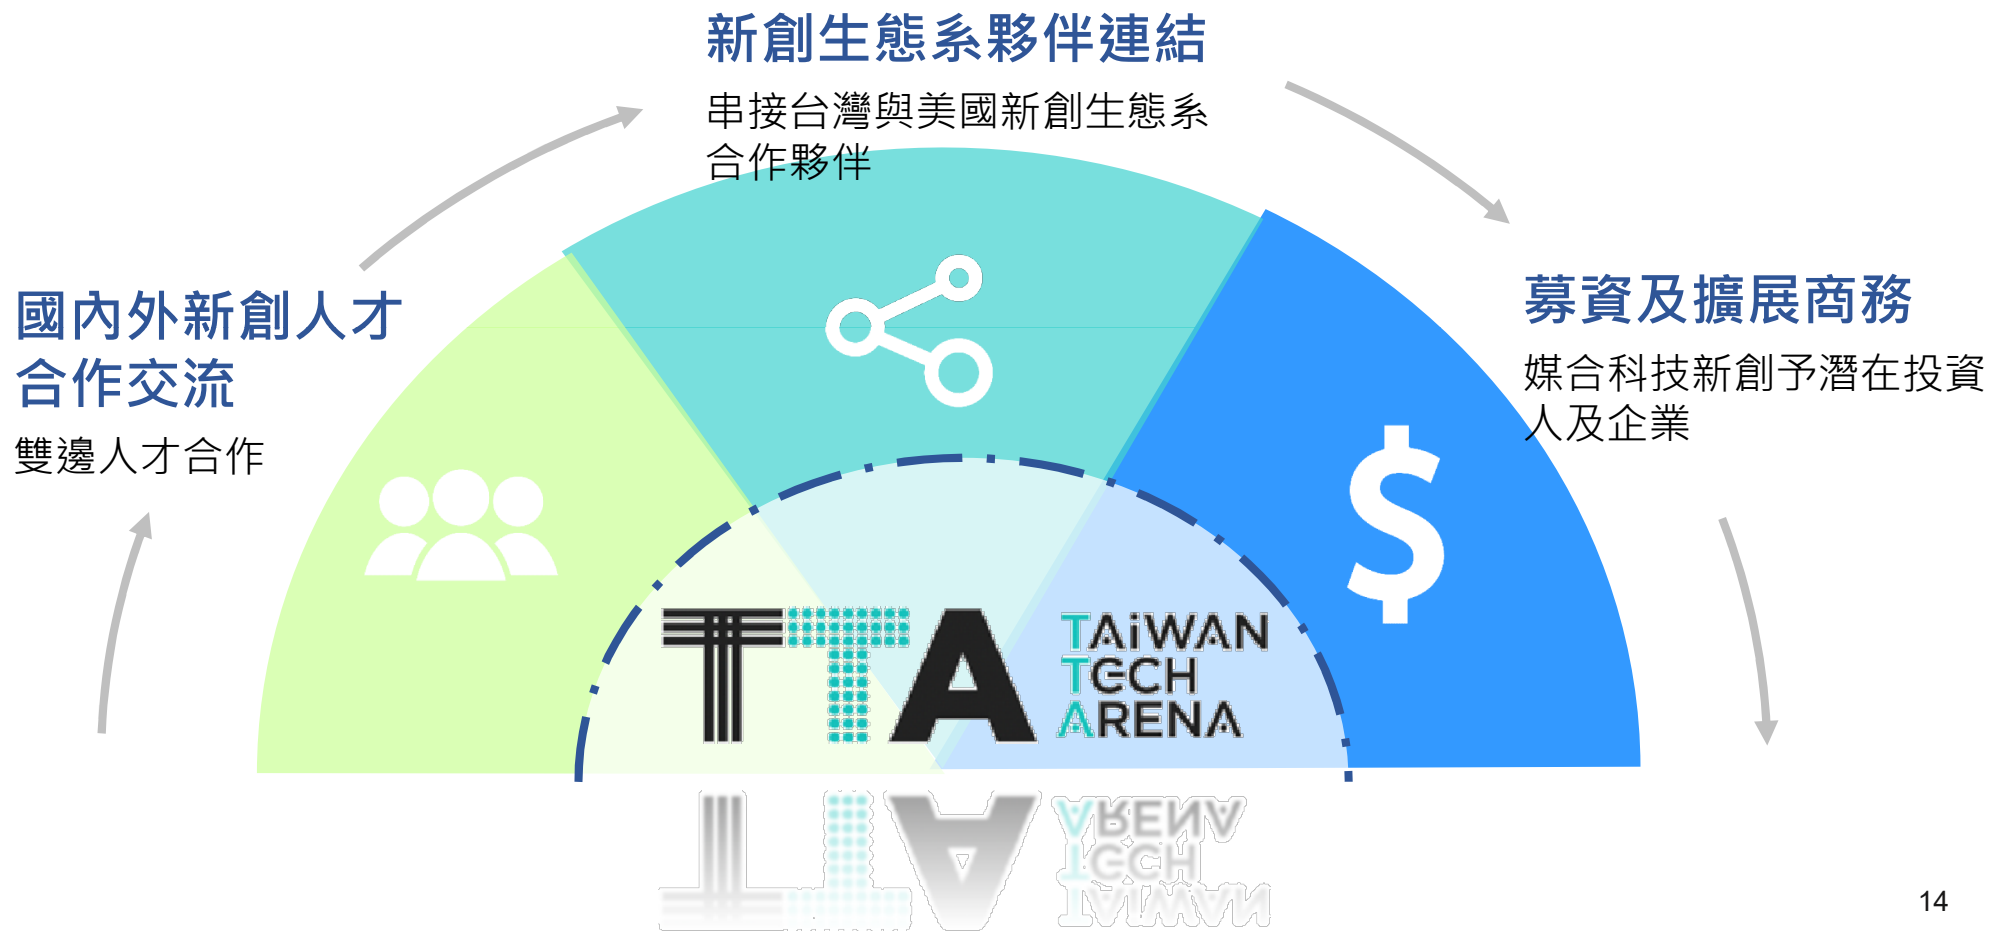 新創生態系夥伴連結
串接台灣與美國新創生態系
合作夥伴
國內外新創人才
合作交流
雙邊人才合作
募資及擴展商務
媒合科技新創予潛在投資
人及企業
TTA
TAiWAN
TECH
ARENA
14